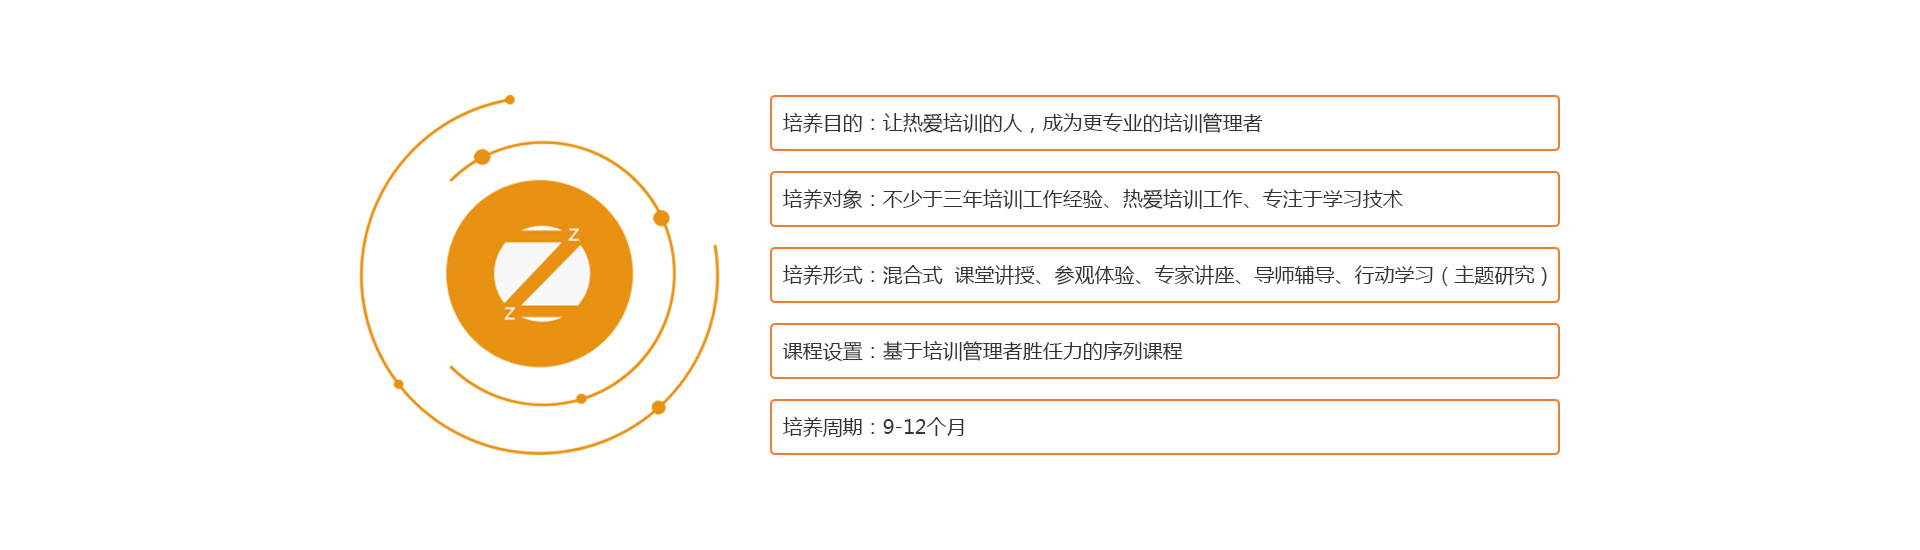 z
z
培养目的：让热爱培训的人，成为更专业的培训管理者
培养对象：不少于三年培训工作经验、热爱培训工作、专注于学习技术
培养形式：混合式  课堂讲授、参观体验、专家讲座、导师辅导、行动学习（主题研究）
课程设置：基于培训管理者胜任力的序列课程
培养周期：9-12个月